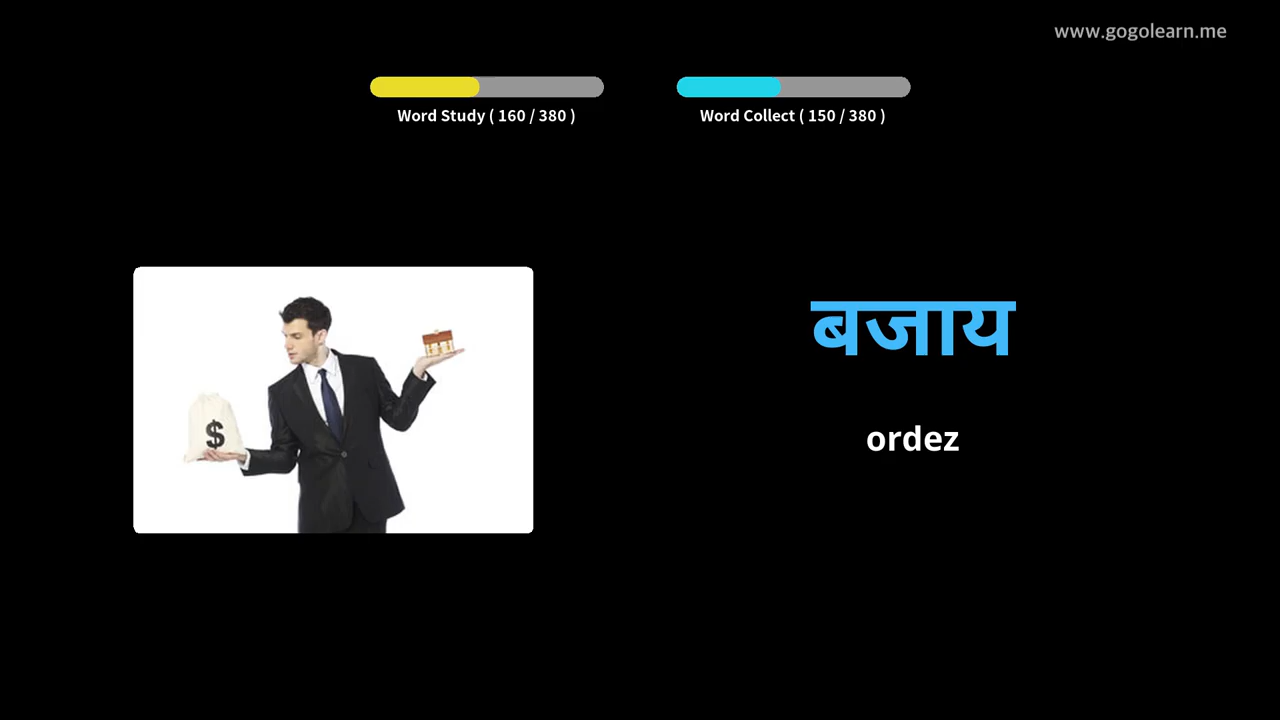 www.gogolearn.me
Word Study ( 160 / 380 )
Word Collect ( 150 / 380 )
बजाय
$
ordez